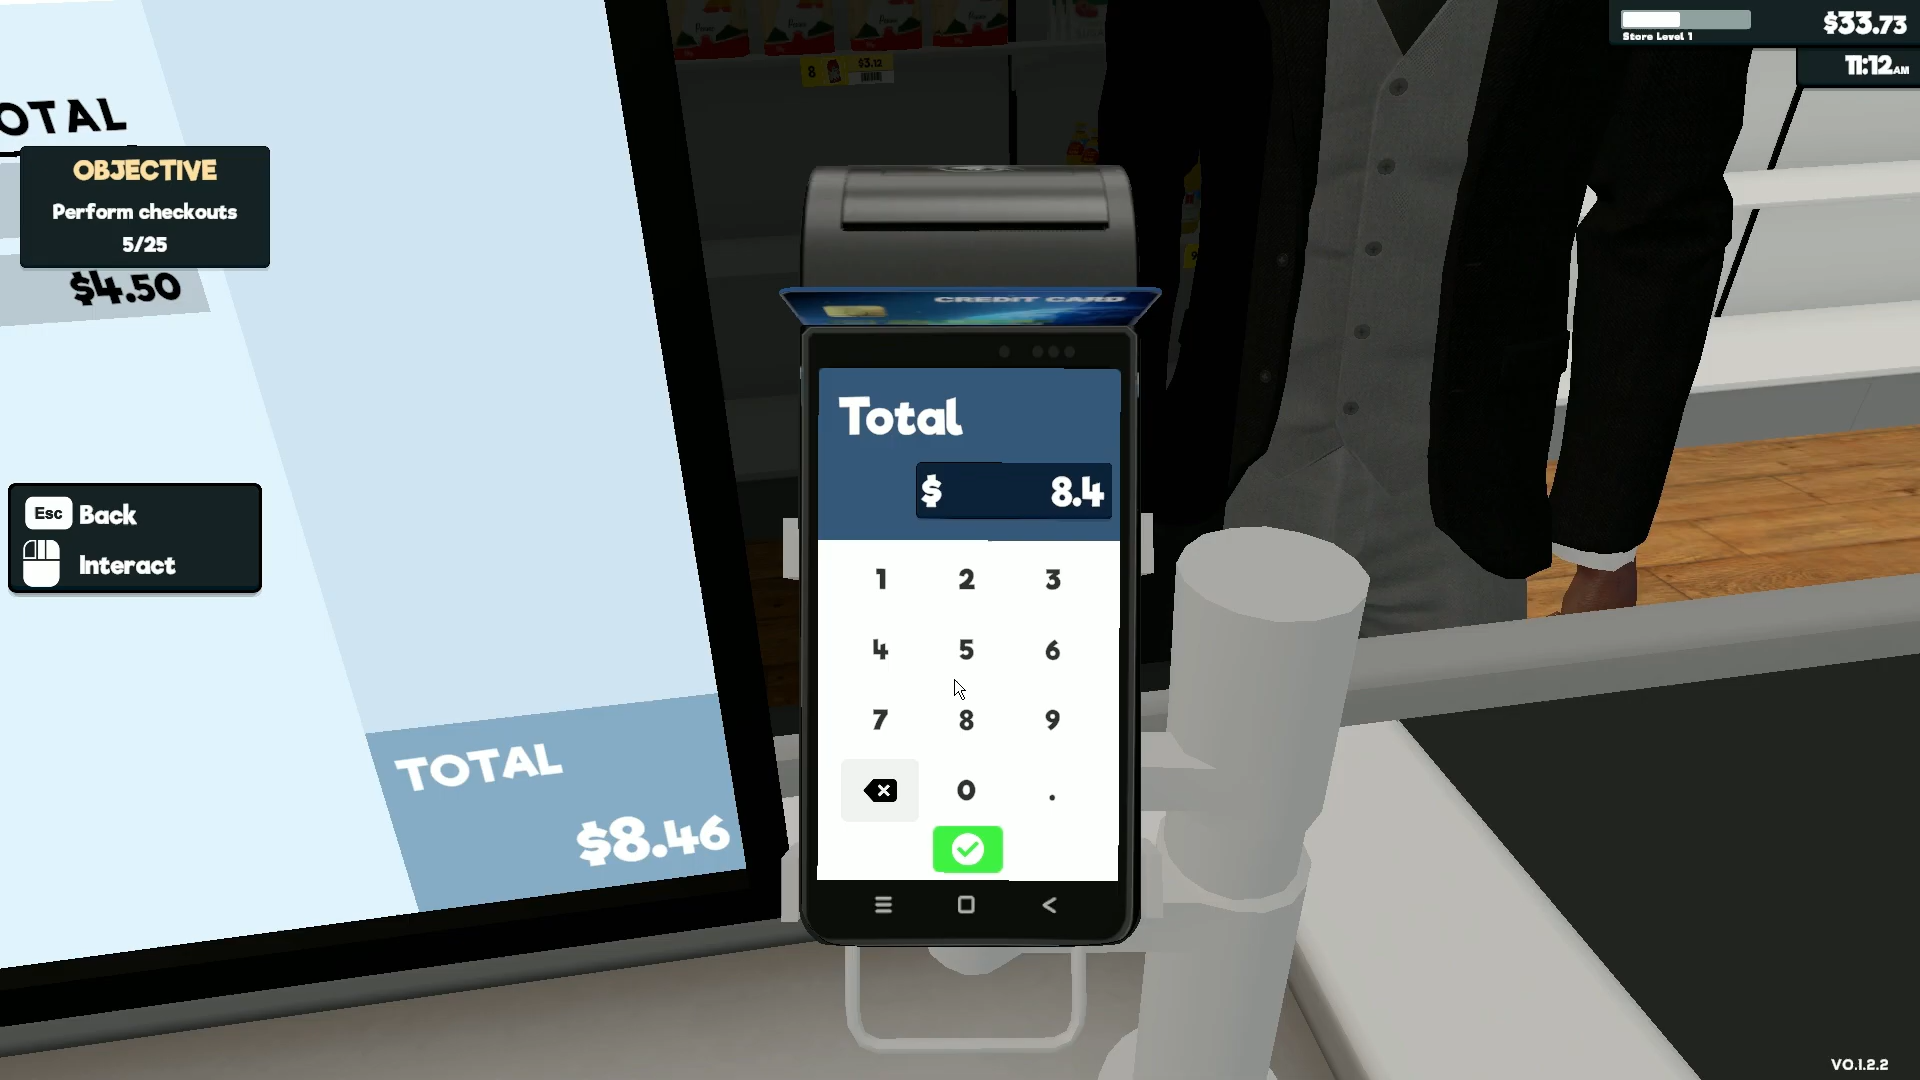 $33.73
Store Level 1
11:12AM
8 $3.12
OTAL
OBJECTIVE
Perform checkouts
5/25
$4.50
CREDIT CARD
Total
$ 8.4
1 2 3
4 5 6
7 8 9
0 .
Esc Back
Interact
TOTAL
$8.46
V0.1.2.2